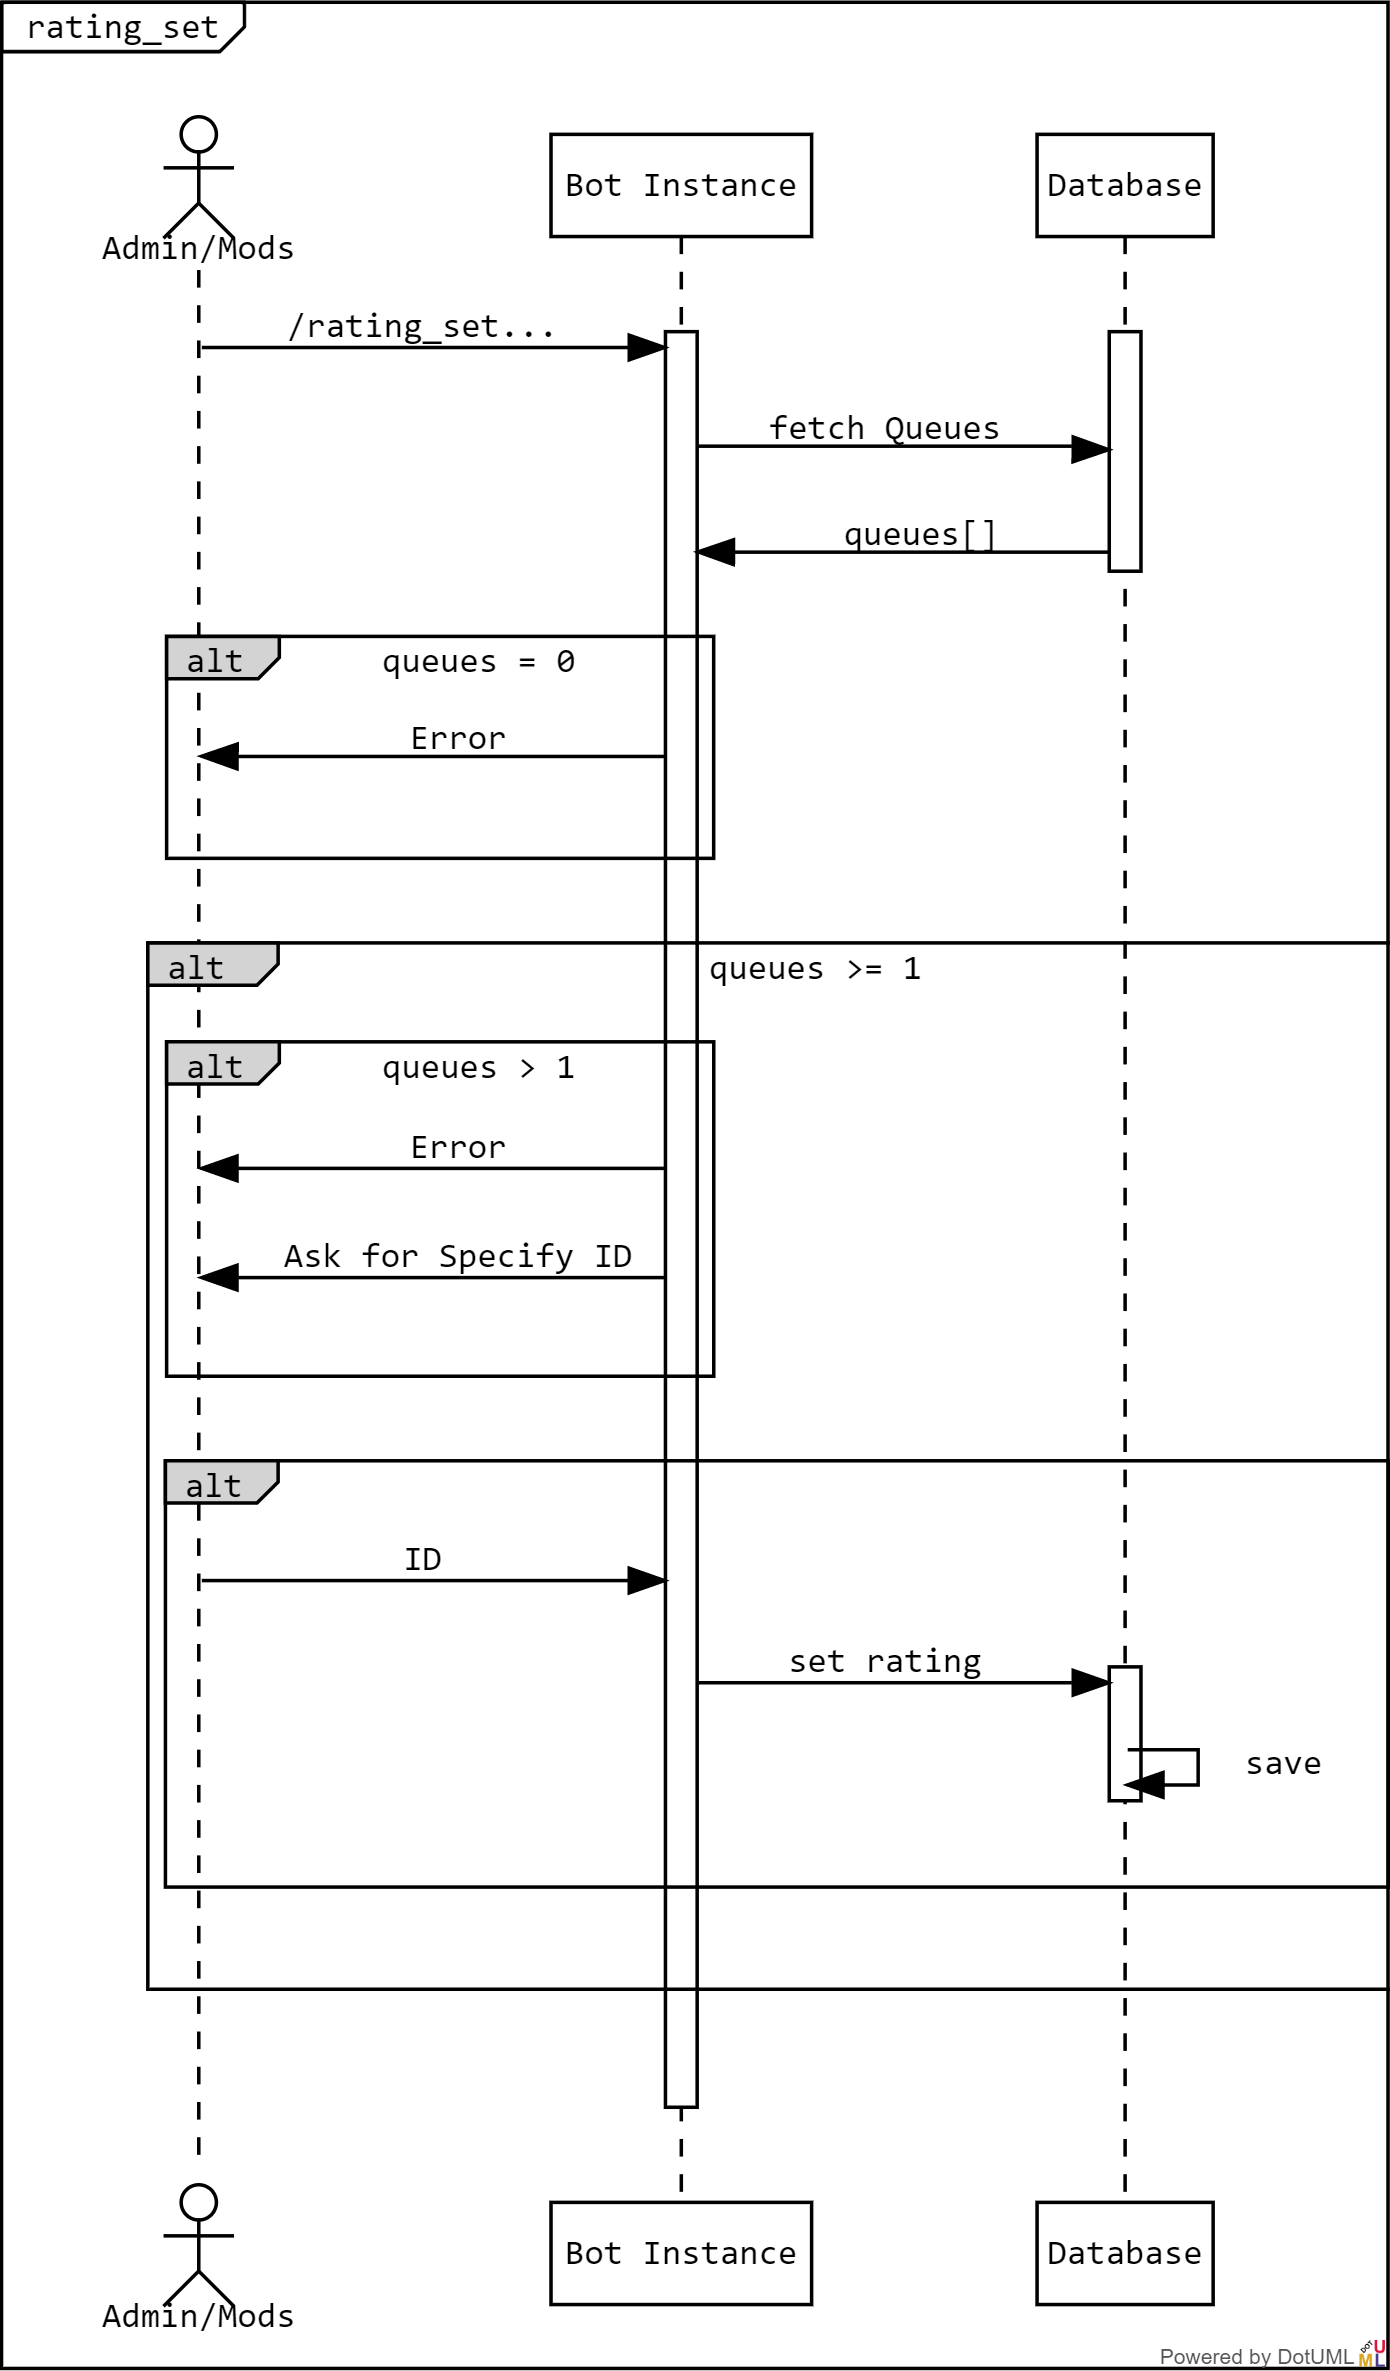 rating_set
Admin/Mods
Bot Instance
Database
/rating_set...
fetch Queues
queues[]
alt
queues = 0
Error
alt
queues >= 1
alt
queues > 1
Error
Ask for Specify ID
alt
ID
set rating
save
Admin/Mods
Bot Instance
Database
Powered by DotUML
DOT U
ML